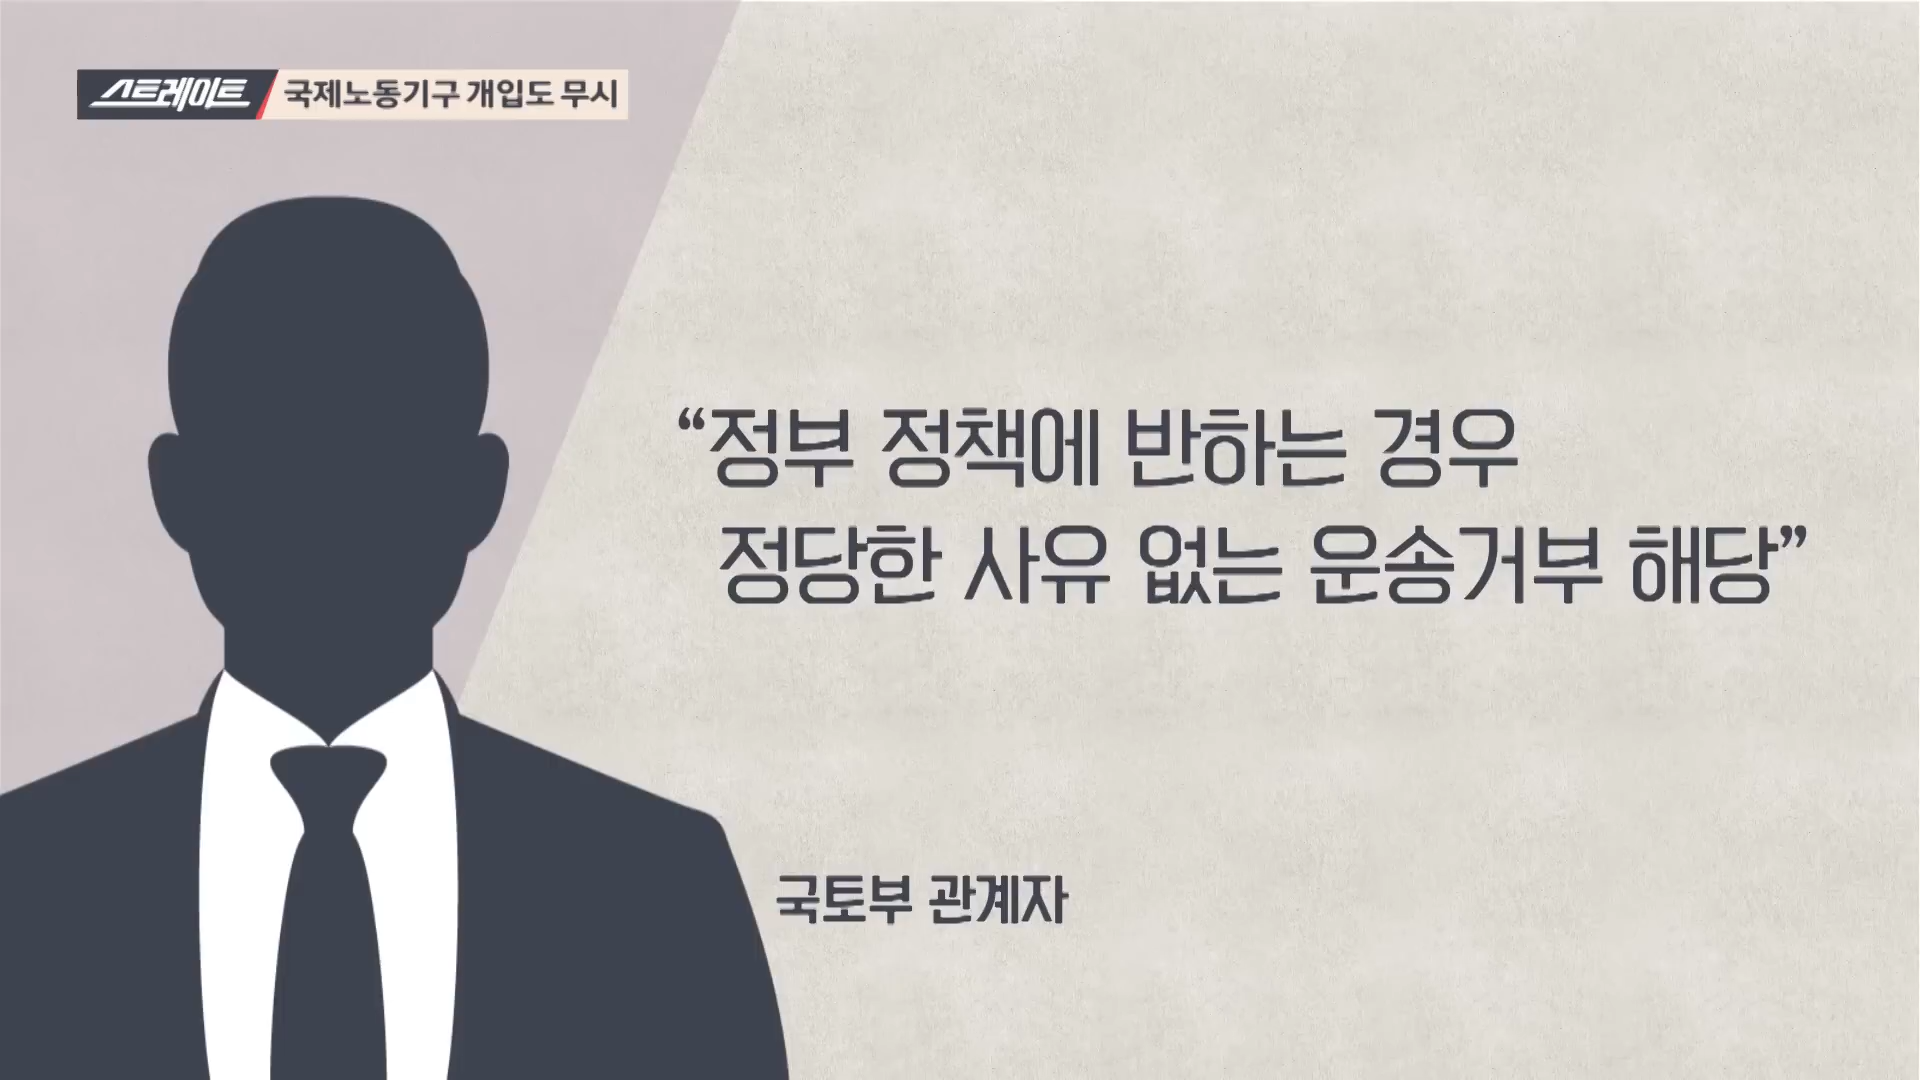 스트레이트 국제노동기구 개입도 무시
“정부 정책에 반하는 경우
정당한 사유 없는 운송거부 해당”
국토부 관계자